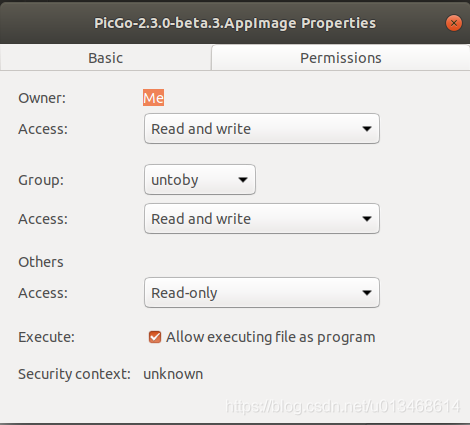 PicGo-2.3.0-beta.3.AppImage Properties
Basic Permissions
Owner: Me
Access: Read and write
Group: untoby
Access: Read and write
Others
Access: Read-only
Execute: Allow executing file as program
Security context: unknown
https://blog.csdn.net/u013468614